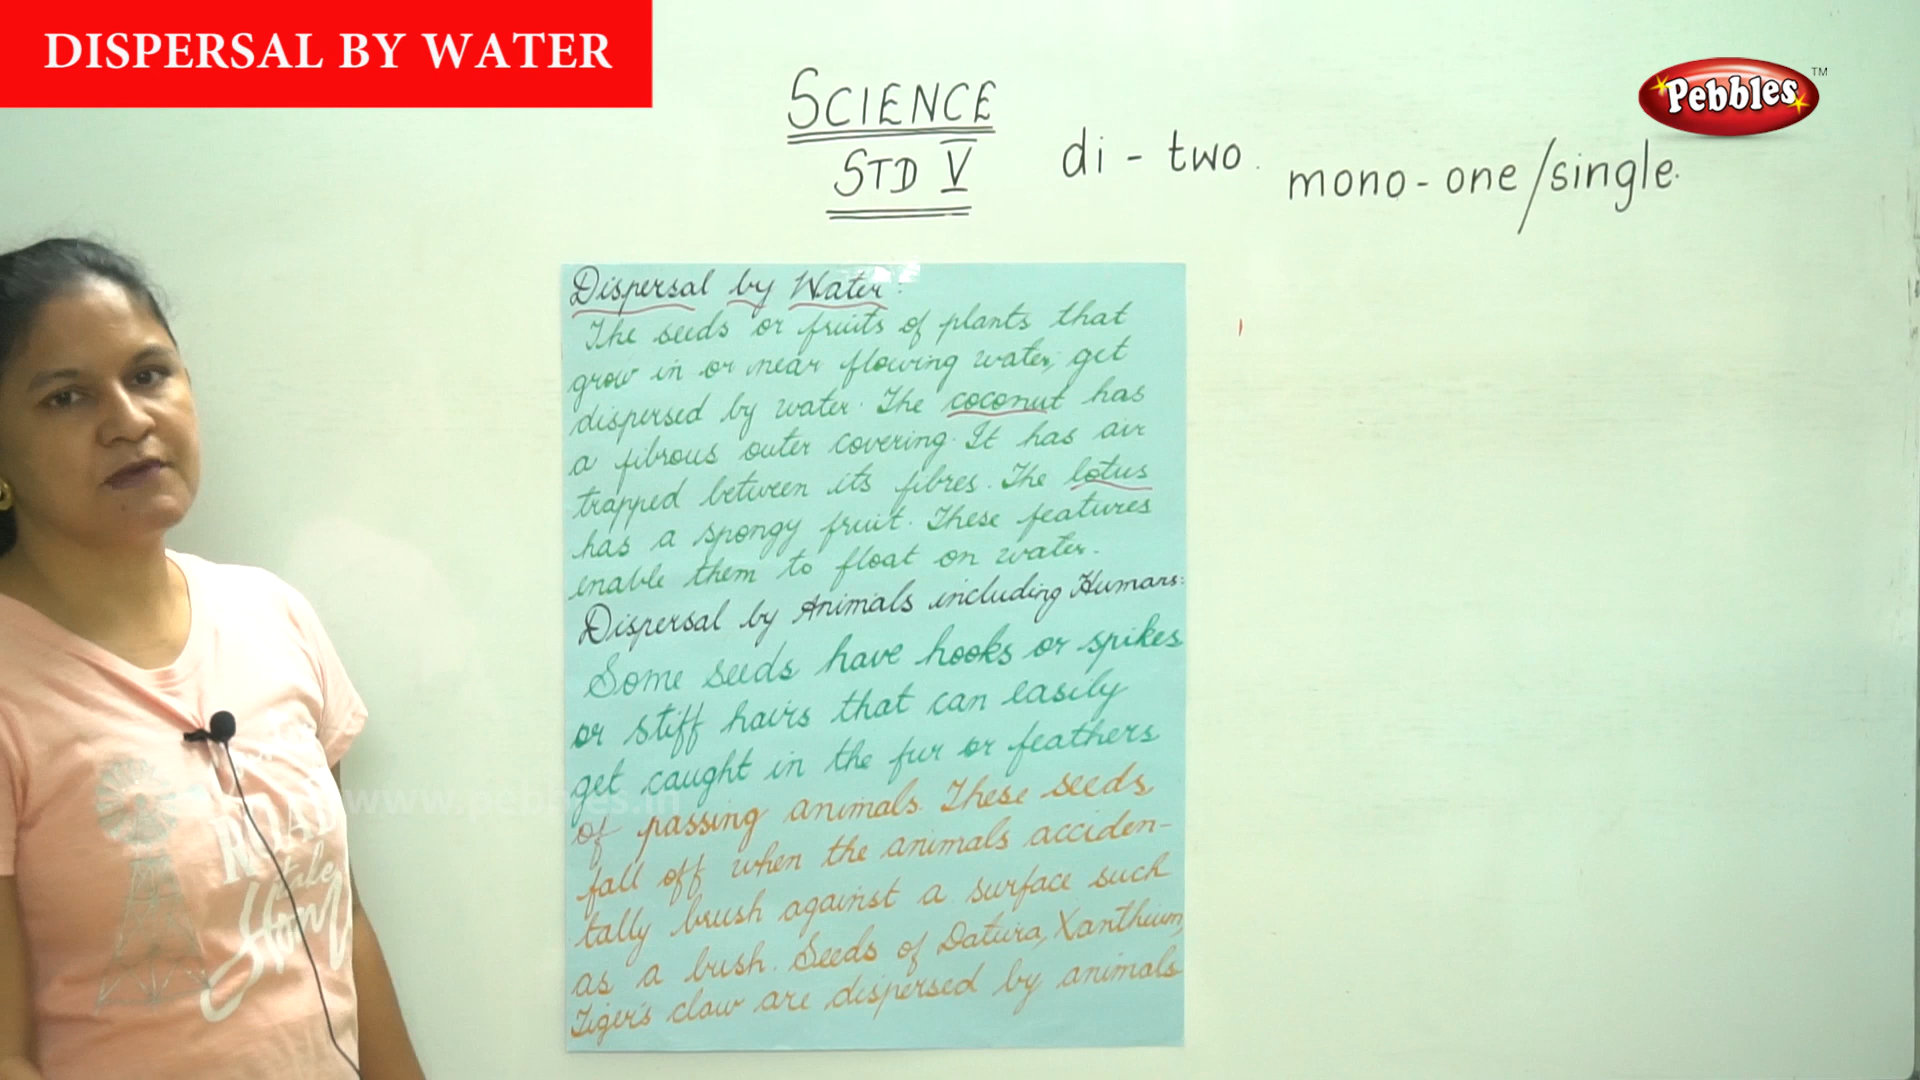 DISPERSAL BY WATER
Pebbles™
SCIENCE
STD V
di - two.
mono - one/single.
Dispersal by Water:
The seeds or fruits of plants that
grow in or near flowing water, get
dispersed by water. The coconut has
a fibrous outer covering. It has air
trapped between its fibres. The lotus
has a spongy fruit. These features
enable them to float on water.
Dispersal by Animals including Humans:
Some seeds have hooks or spikes
or stiff hairs that can easily
get caught in the fur or feathers
of passing animals. These seeds
fall off when the animals acciden-
tally brush against a surface such
as a bush. Seeds of Datura, Xanthium,
Tiger's claw are dispersed by animals
www.pebbles.in